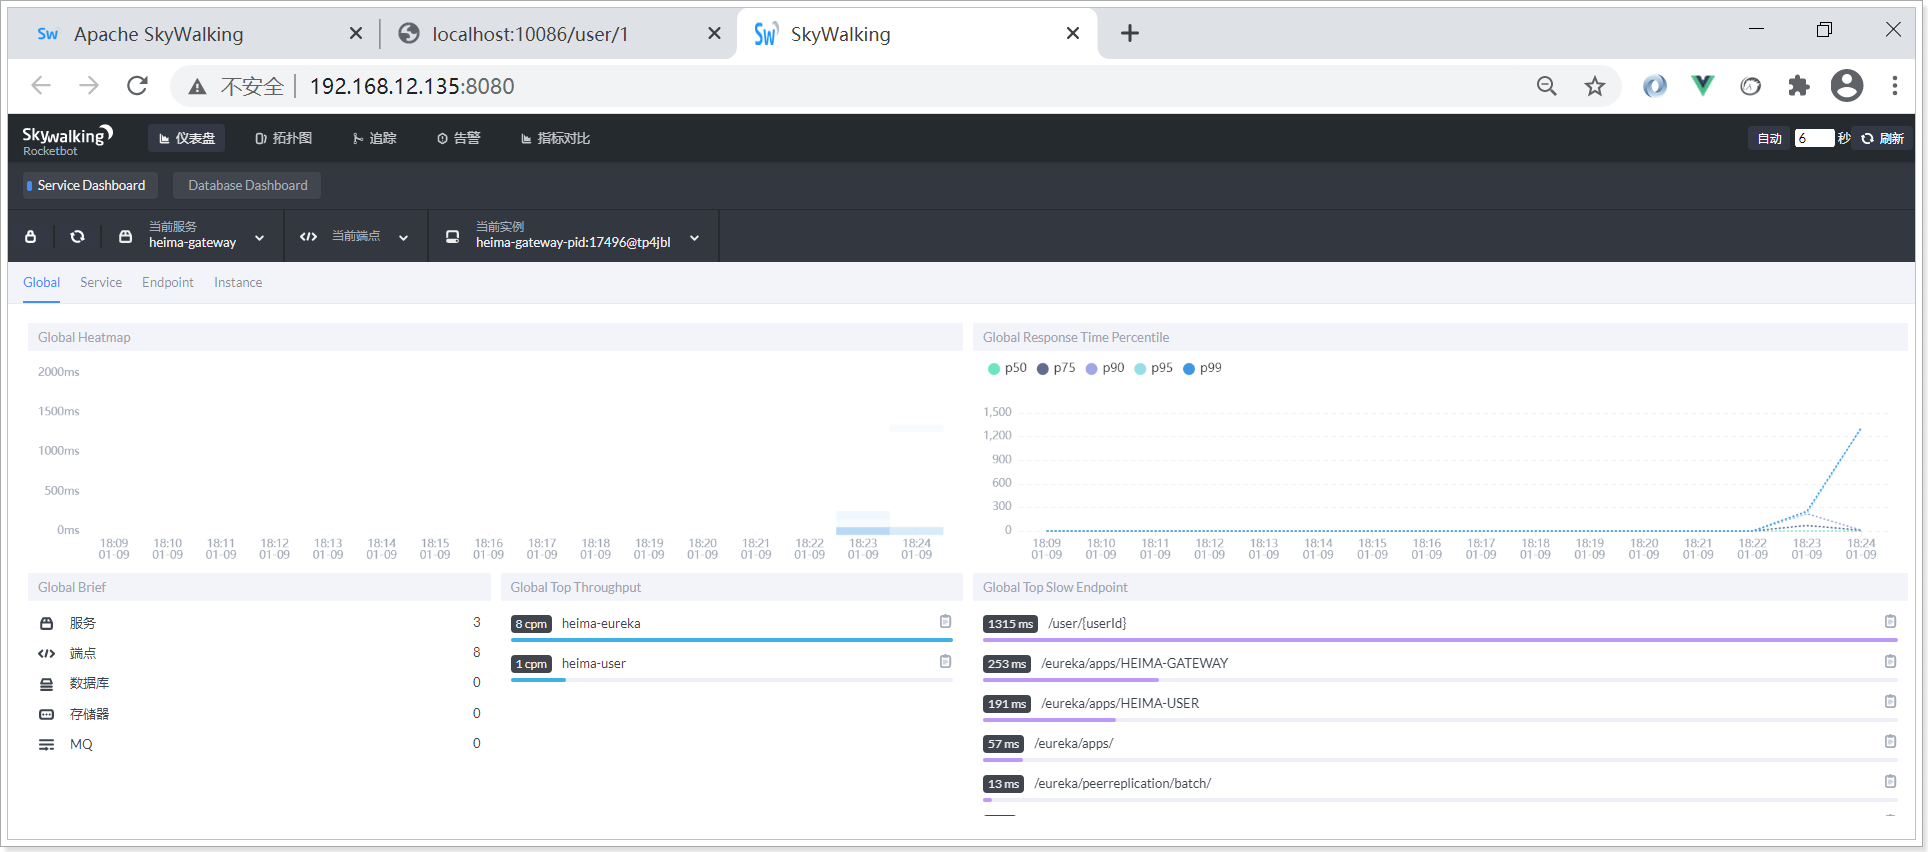 Sw Apache SkyWalking
localhost:10086/user/1
Sw SkyWalking
不安全 192.168.12.135:8080
Skywalking
Rocketbot
仪表盘 拓扑图 追踪 告警 指标对比
自动 6 秒 刷新
Service Dashboard Database Dashboard
当前服务
heima-gateway
当前端点
当前实例
heima-gateway-pid:17496@tp4jbl
Global Service Endpoint Instance
Global Heatmap
2000ms
1500ms
1000ms
500ms
0ms
18:09 18:10 18:11 18:12 18:13 18:14 18:15 18:16 18:17 18:18 18:19 18:20 18:21 18:22 18:23 18:24
01-09 01-09 01-09 01-09 01-09 01-09 01-09 01-09 01-09 01-09 01-09 01-09 01-09 01-09 01-09 01-09
Global Response Time Percentile
p50 p75 p90 p95 p99
1,500
1,200
900
600
300
0
18:09 18:10 18:11 18:12 18:13 18:14 18:15 18:16 18:17 18:18 18:19 18:20 18:21 18:22 18:23 18:24
01-09 01-09 01-09 01-09 01-09 01-09 01-09 01-09 01-09 01-09 01-09 01-09 01-09 01-09 01-09 01-09
Global Brief
服务 3
端点 8
数据库 0
存储器 0
MQ 0
Global Top Throughput
8 cpm heima-eureka
1 cpm heima-user
Global Top Slow Endpoint
1315 ms /user/{userId}
253 ms /eureka/apps/HEIMA-GATEWAY
191 ms /eureka/apps/HEIMA-USER
57 ms /eureka/apps/
13 ms /eureka/peerreplication/batch/